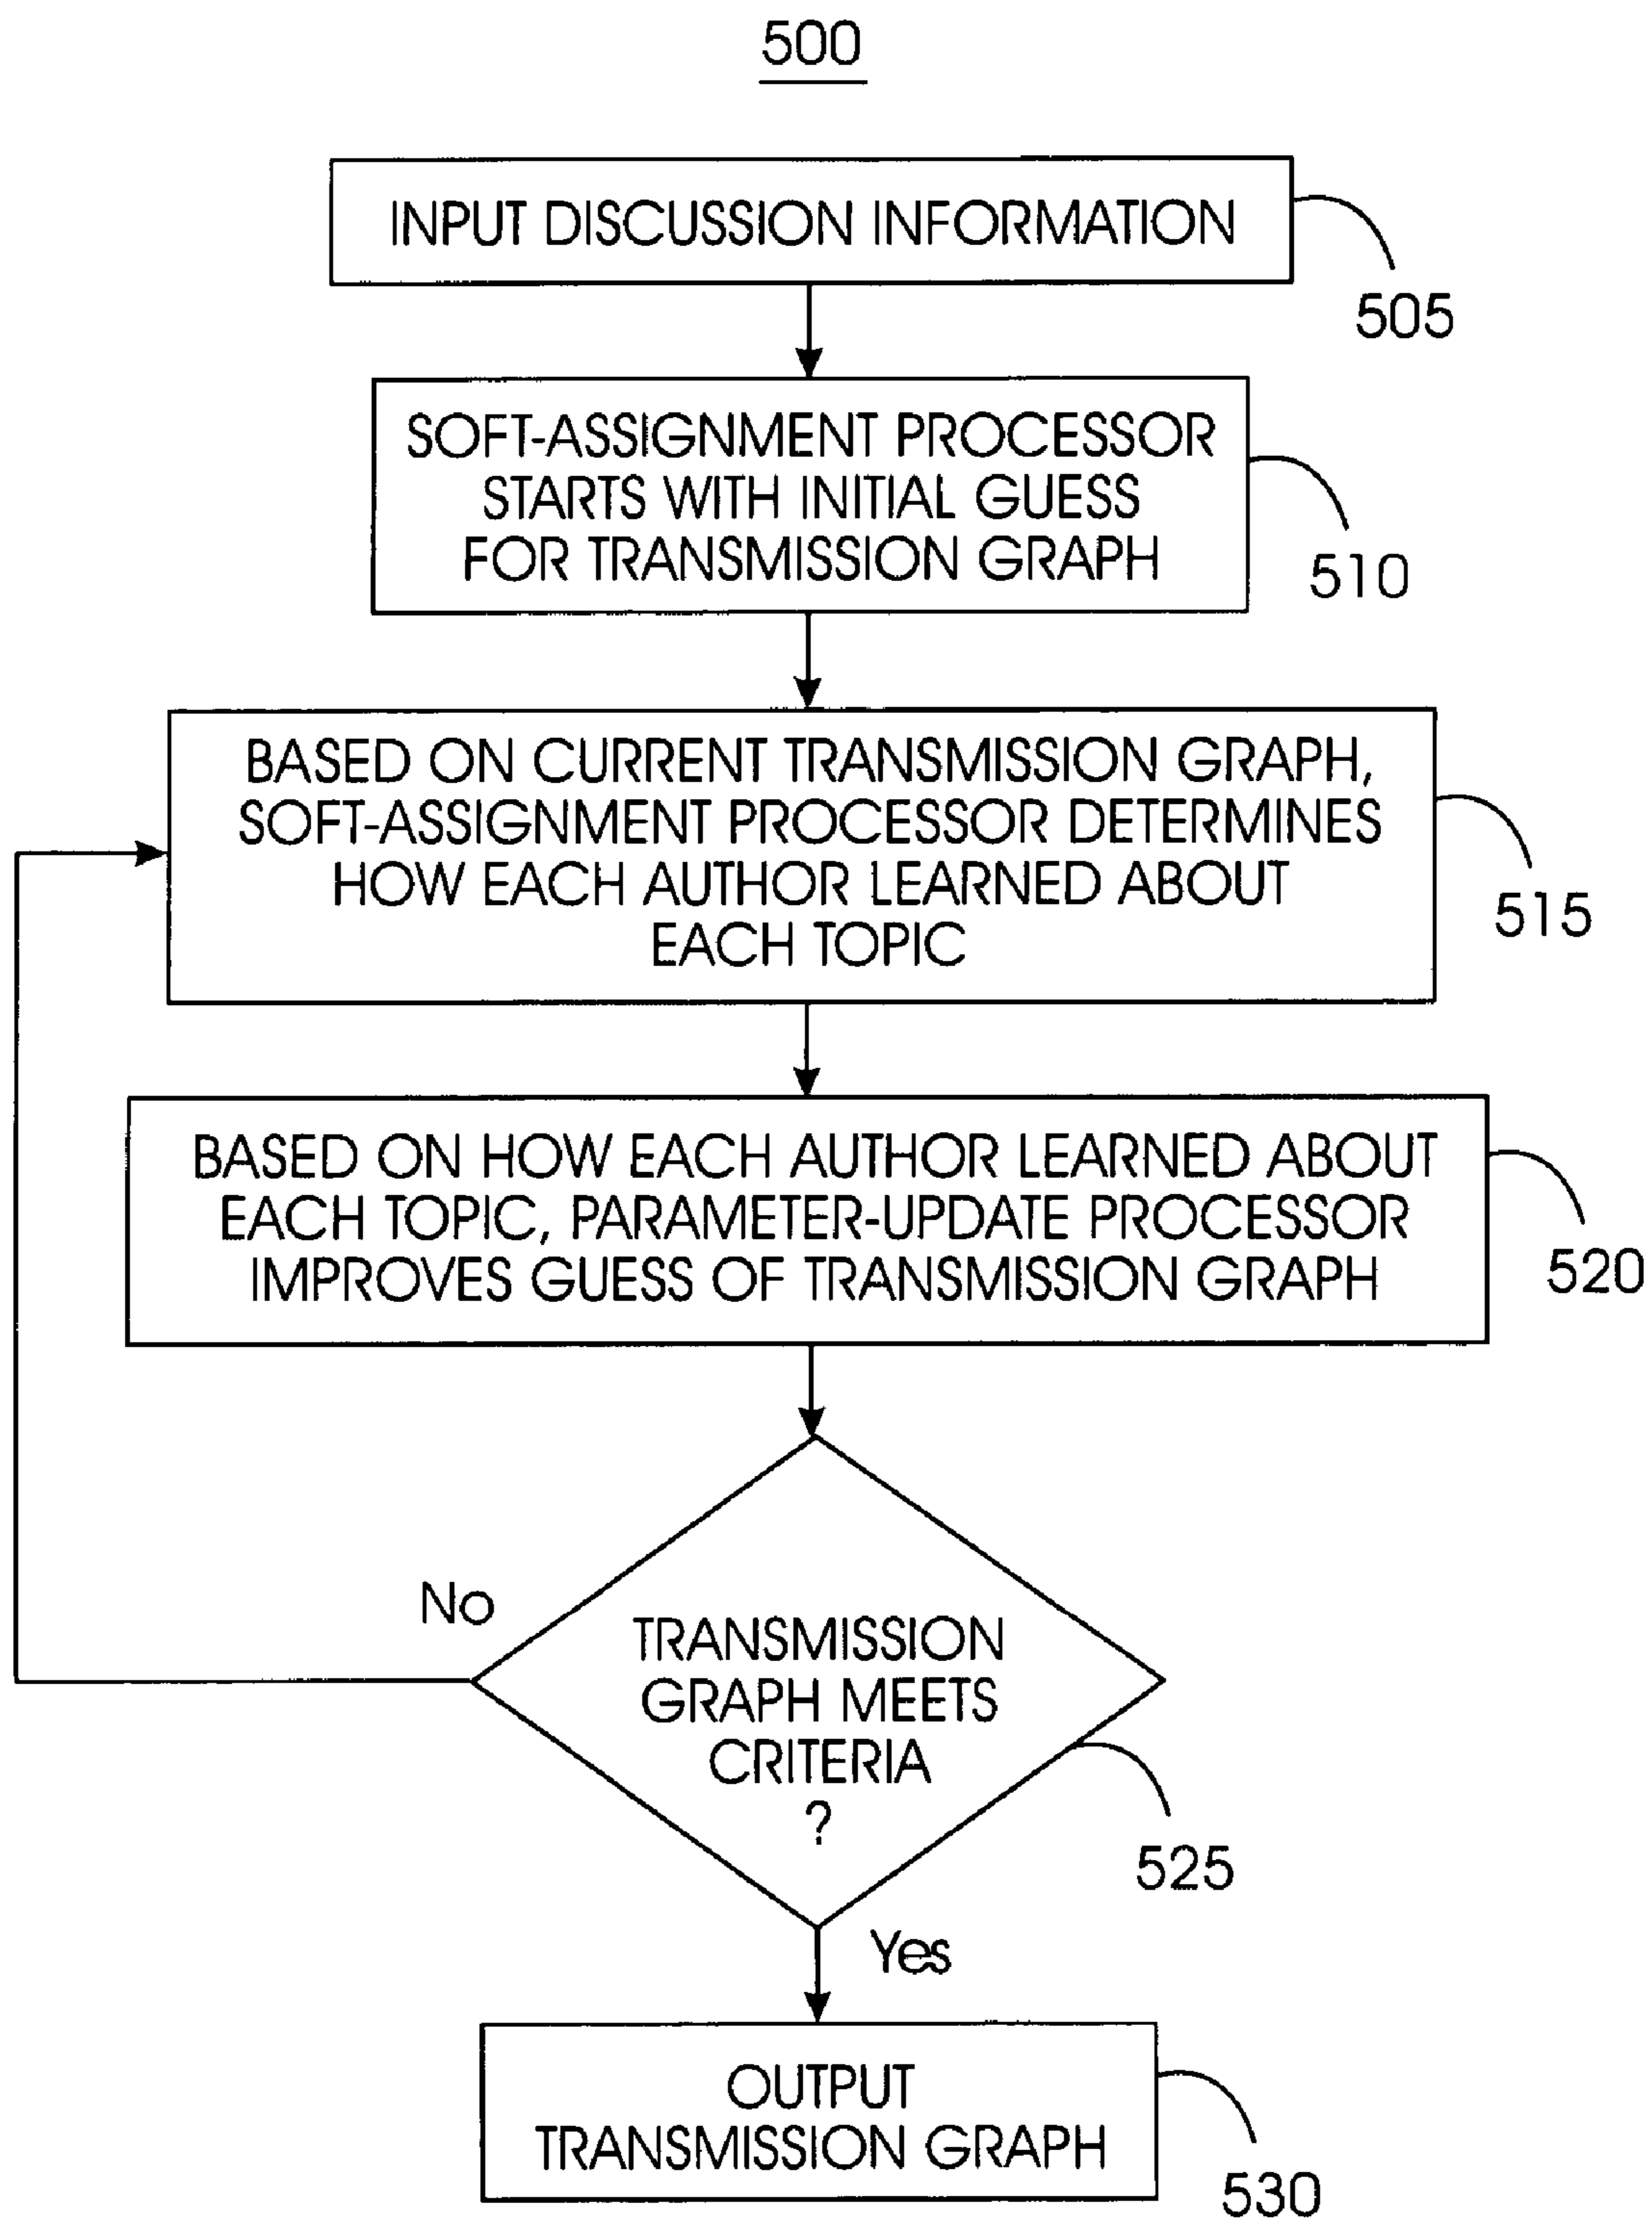 500
INPUT DISCUSSION INFORMATION
505
SOFT-ASSIGNMENT PROCESSOR
STARTS WITH INITIAL GUESS
FOR TRANSMISSION GRAPH
510
BASED ON CURRENT TRANSMISSION GRAPH,
SOFT-ASSIGNMENT PROCESSOR DETERMINES
HOW EACH AUTHOR LEARNED ABOUT
EACH TOPIC
515
BASED ON HOW EACH AUTHOR LEARNED ABOUT
EACH TOPIC, PARAMETER-UPDATE PROCESSOR
IMPROVES GUESS OF TRANSMISSION GRAPH
520
No
TRANSMISSION
GRAPH MEETS
CRITERIA
?
525
Yes
OUTPUT
TRANSMISSION GRAPH
530